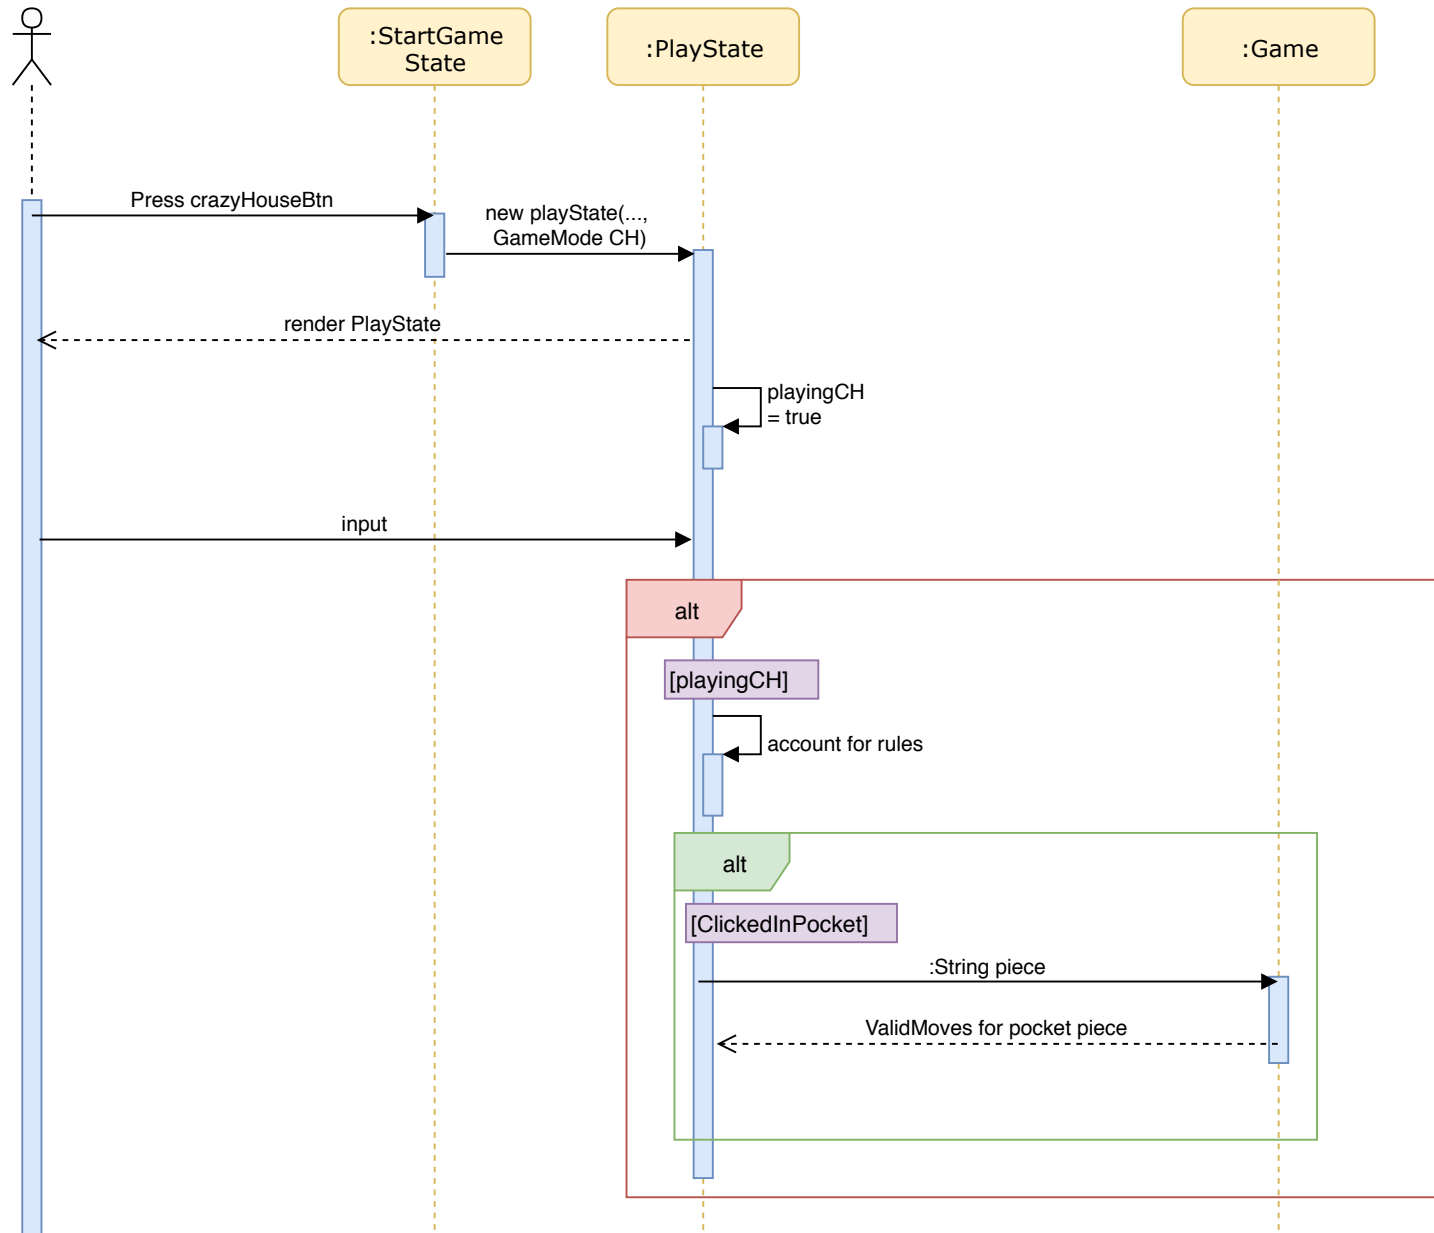 :StartGame
State
:PlayState
:Game
Press crazyHouseBtn
new playState(...,
GameMode CH)
render PlayState
playingCH
= true
input
alt
[playingCH]
account for rules
alt
[ClickedInPocket]
:String piece
ValidMoves for pocket piece